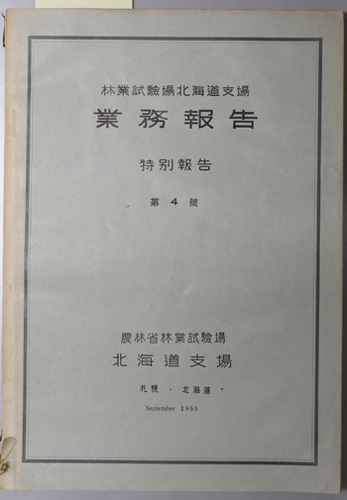 林業試驗場北海道支場
業務報告
特別報告
第 4 號
農林省林業試驗場
北海道支場
札幌 · 北海道
September 1955